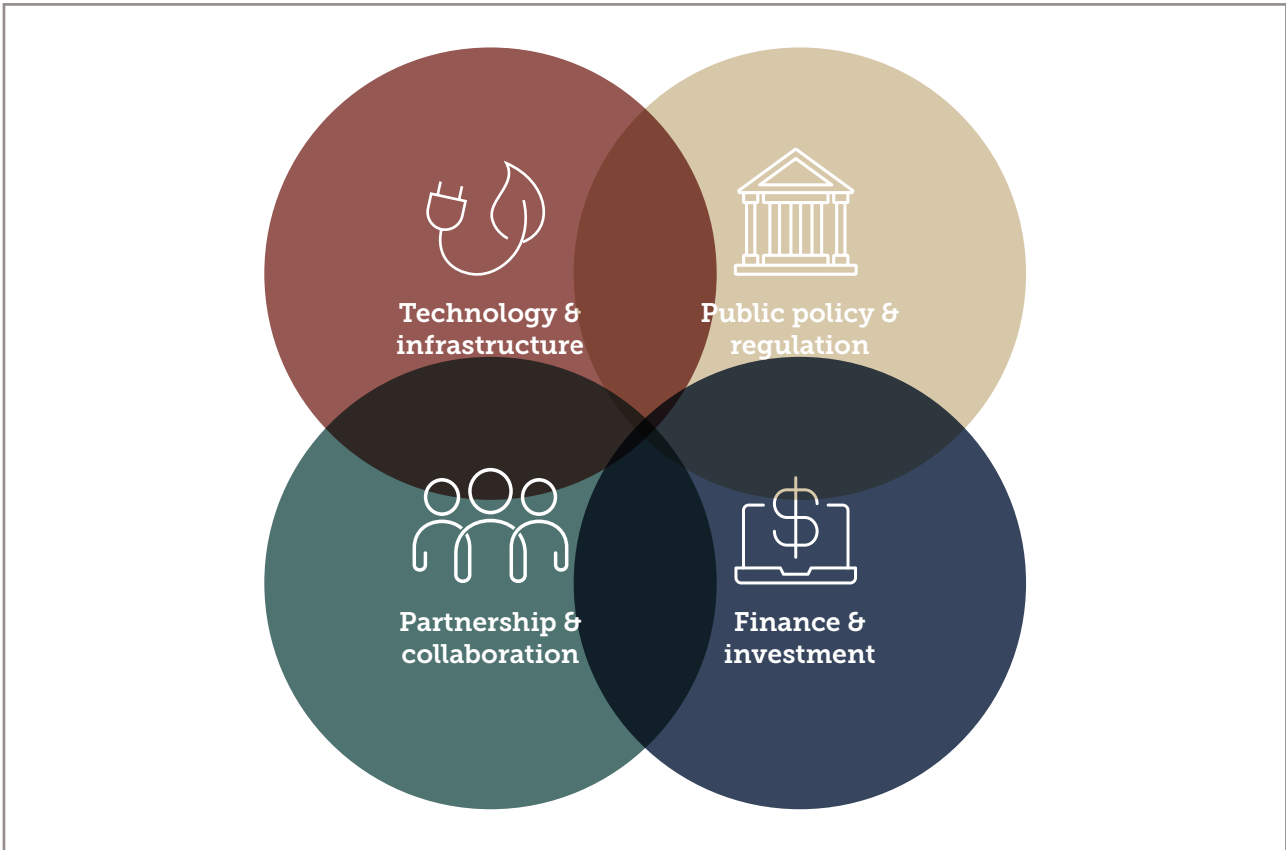 Technology &
infrastructure
Public policy &
regulation
Partnership &
collaboration
Finance &
investment